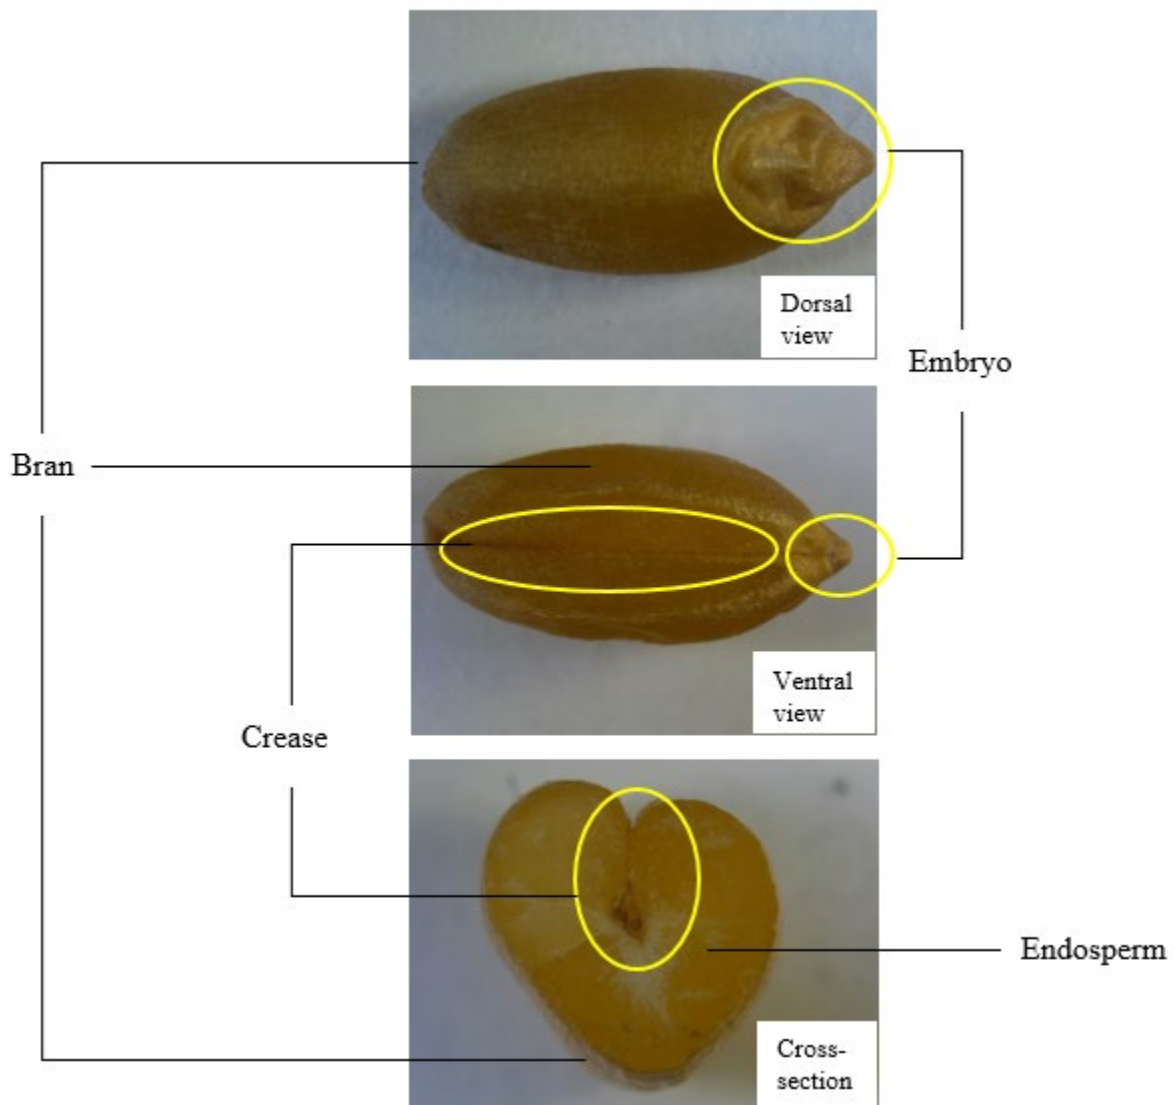 Dorsal
view
Embryo
Bran
Ventral
view
Crease
Endosperm
Cross-
section